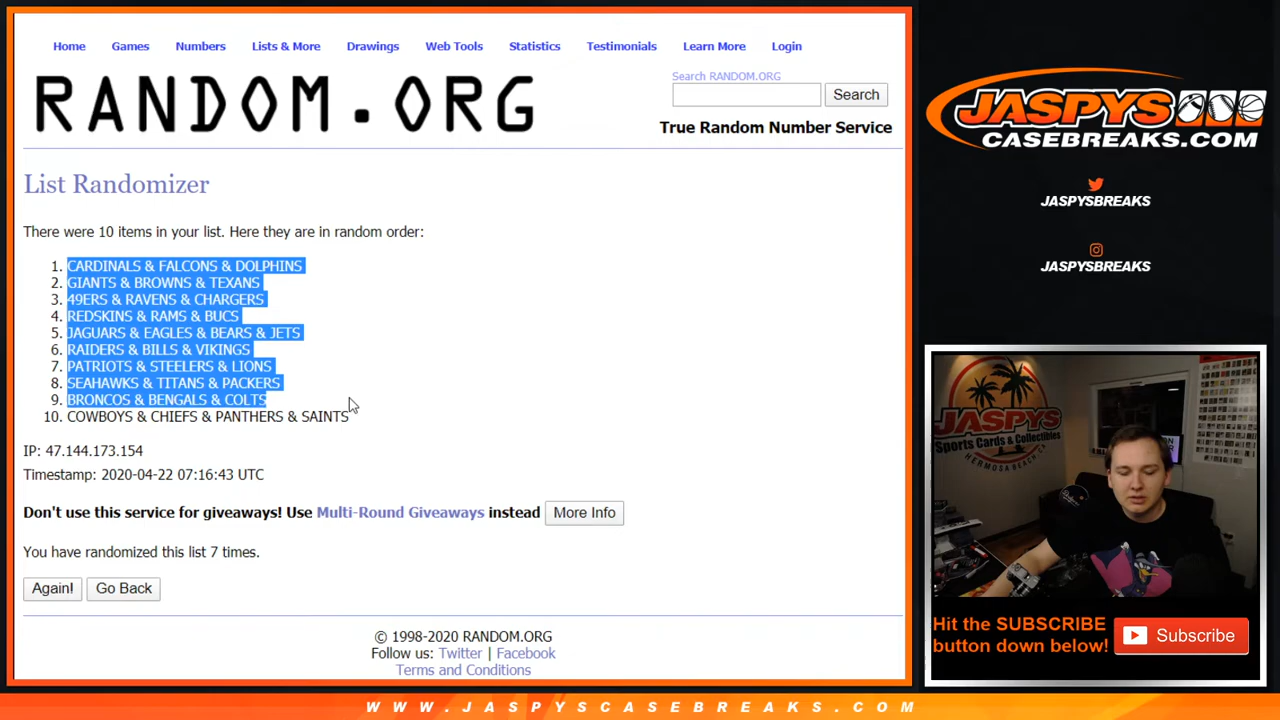 Home Games Numbers Lists & More Drawings Web Tools Statistics Testimonials Learn More Login
RANDOM.ORG
Search RANDOM.ORG
Search
True Random Number Service
List Randomizer
There were 10 items in your list. Here they are in random order:
1. CARDINALS & FALCONS & DOLPHINS
2. GIANTS & BROWNS & TEXANS
3. 49ERS & RAVENS & CHARGERS
4. REDSKINS & RAMS & BUCS
5. JAGUARS & EAGLES & BEARS & JETS
6. RAIDERS & BILLS & VIKINGS
7. PATRIOTS & STEELERS & LIONS
8. SEAHAWKS & TITANS & PACKERS
9. BRONCOS & BENGALS & COLTS
10. COWBOYS & CHIEFS & PANTHERS & SAINTS
IP: 47.144.173.154
Timestamp: 2020-04-22 07:16:43 UTC
Don't use this service for giveaways! Use Multi-Round Giveaways instead More Info
You have randomized this list 7 times.
Again! Go Back
© 1998-2020 RANDOM.ORG
Follow us: Twitter | Facebook
Terms and Conditions
JASPYS
CASEBREAKS.COM
JASPYSBREAKS
JASPYSBREAKS
JASPYS
Sports Cards & Collectibles
HERMOSA BEACH, CA
Hit the SUBSCRIBE
button down below!
Subscribe
WWW.JASPYSCASEBREAKS.COM